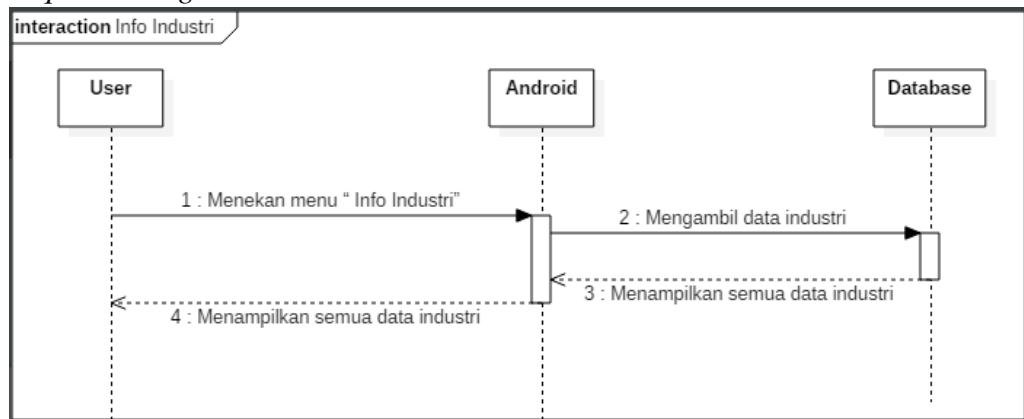 interaction Info Industri
User
Android
Database
1 : Menekan menu “ Info Industri”
2 : Mengambil data industri
3 : Menampilkan semua data industri
4 : Menampilkan semua data industri